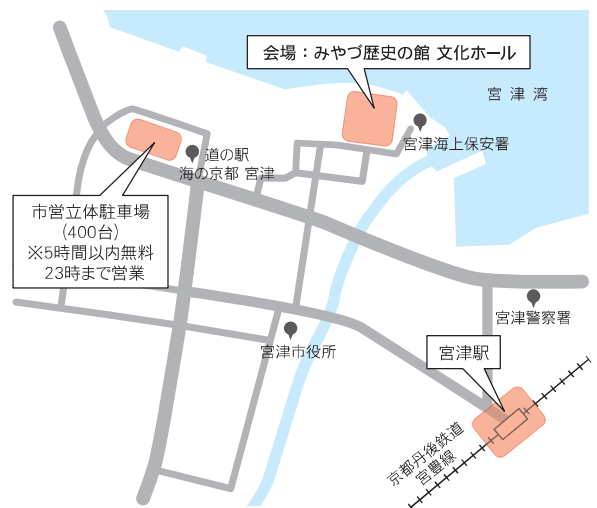 会場：みやづ歴史の館 文化ホール
宮津湾
宮津海上保安署
道の駅
海の京都 宮津
市営立体駐車場
（400台）
※5時間以内無料
23時まで営業
宮津警察署
宮津市役所
宮津駅
京都丹後鉄道
宮豊線